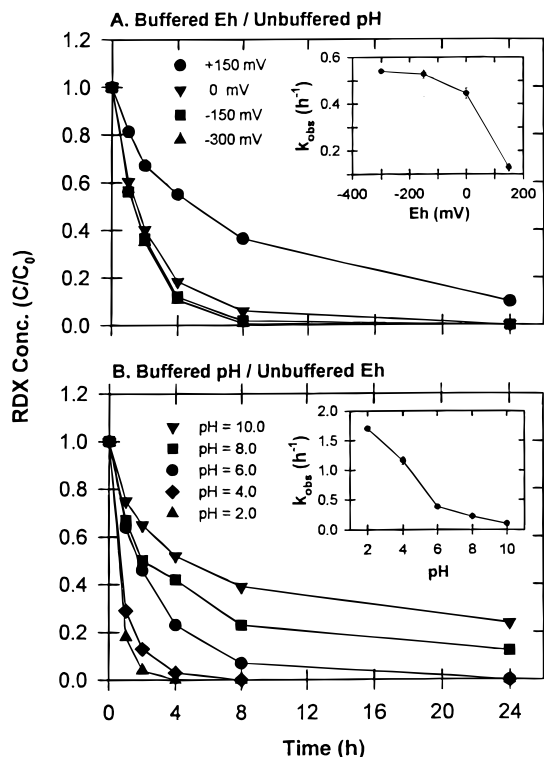 A. Buffered Eh / Unbuffered pH
1.2
1.0
0.8
0.6
0.4
0.2
0.0
+150 mV
0 mV
-150 mV
-300 mV
0.6
0.4
0.2
kobs (h-1)
-400 -200 0 200
Eh (mV)
RDX Conc. (C/C0)
B. Buffered pH / Unbuffered Eh
1.2
1.0
0.8
0.6
0.4
0.2
0.0
pH = 10.0
pH = 8.0
pH = 6.0
pH = 4.0
pH = 2.0
2.0
1.5
1.0
0.5
0.0
kobs (h-1)
2 4 6 8 10
pH
0 4 8 12 16 20 24
Time (h)